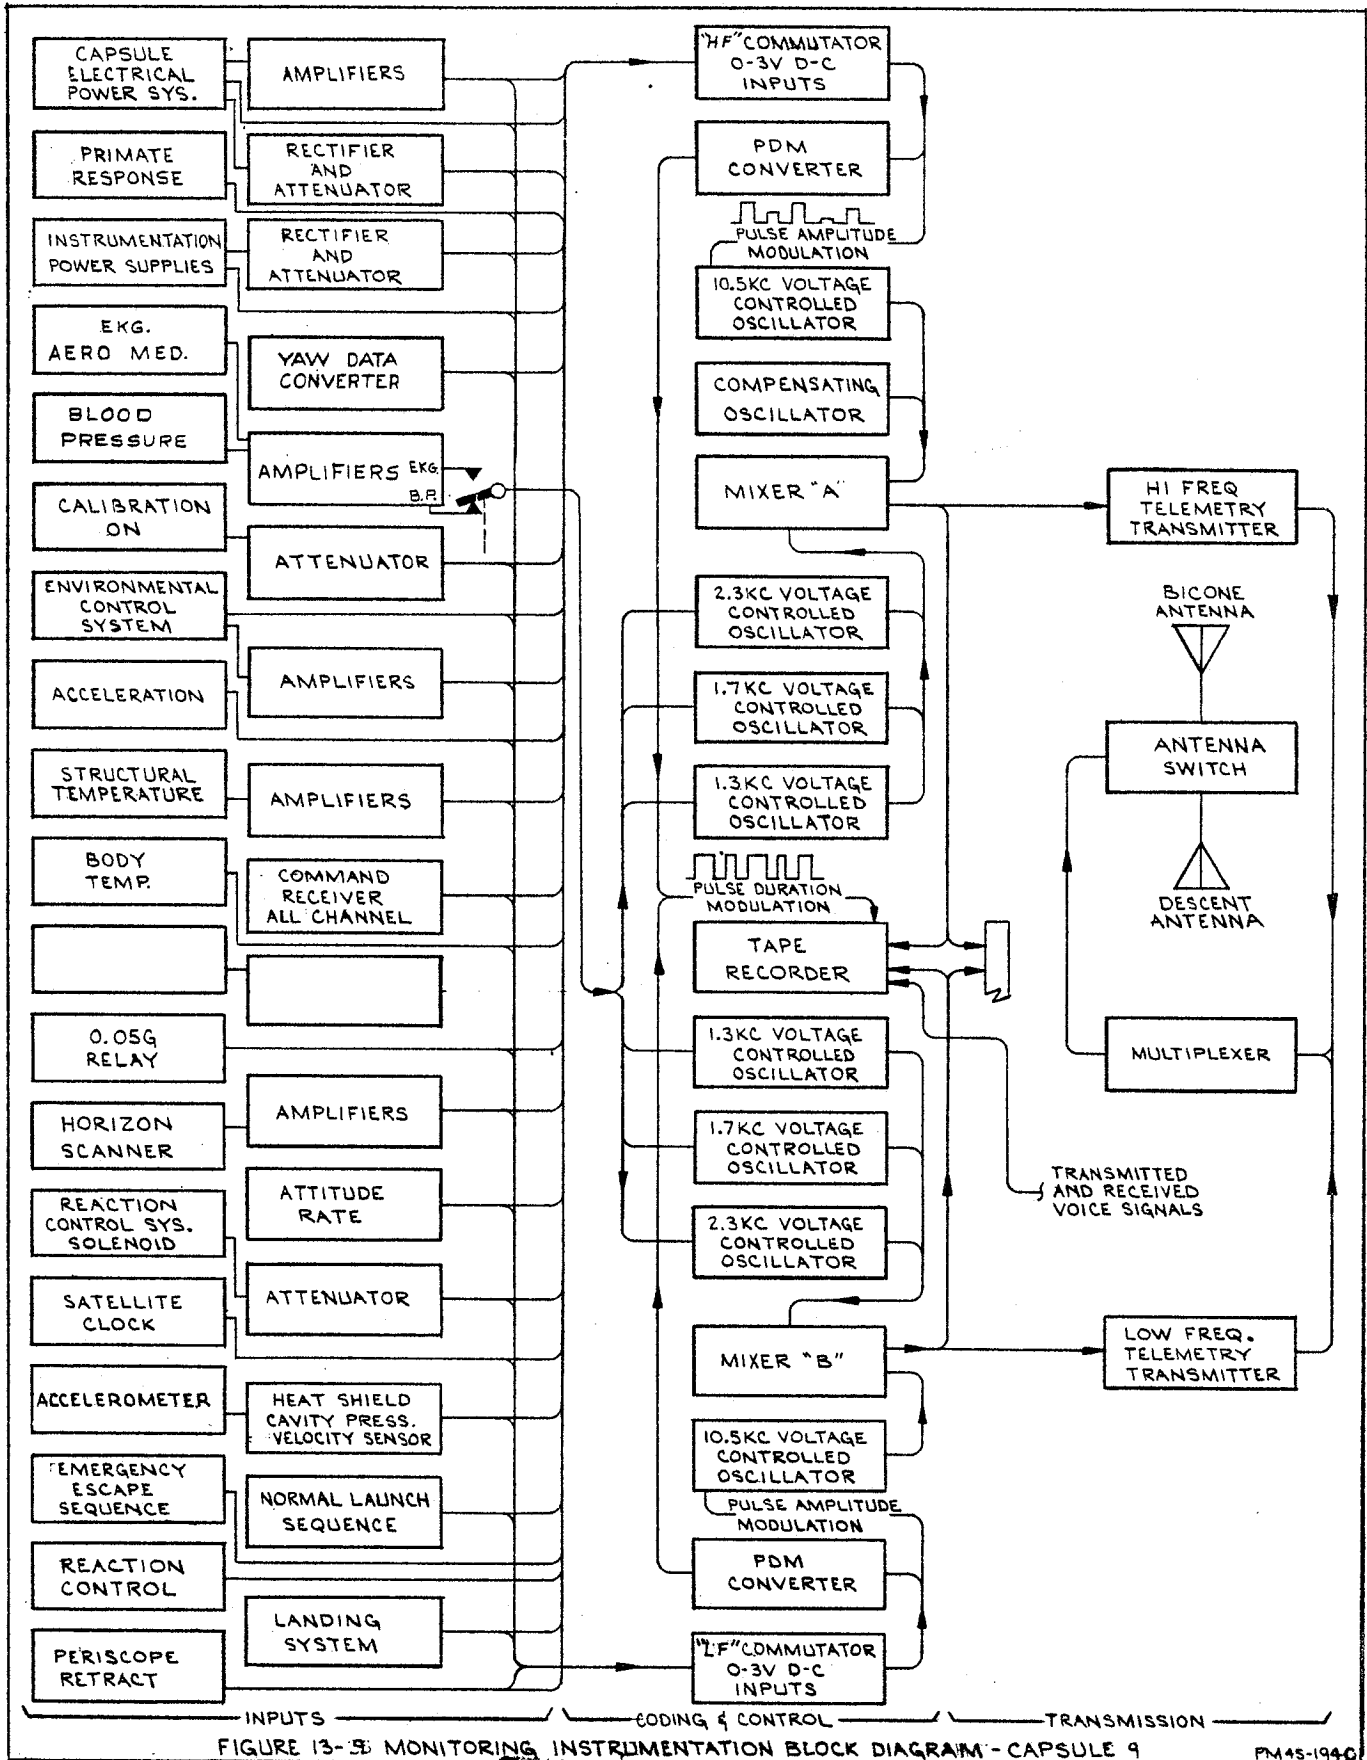 CAPSULE
ELECTRICAL
POWER SYS.
PRIMATE
RESPONSE
INSTRUMENTATION
POWER SUPPLIES
EKG.
AERO MED.
BLOOD
PRESSURE
CALIBRATION
ON
ENVIRONMENTAL
CONTROL
SYSTEM
ACCELERATION
STRUCTURAL
TEMPERATURE
BODY
TEMP.
0.05G
RELAY
HORIZON
SCANNER
REACTION
CONTROL SYS.
SOLENOID
SATELLITE
CLOCK
ACCELEROMETER
EMERGENCY
ESCAPE
SEQUENCE
REACTION
CONTROL
PERISCOPE
RETRACT
AMPLIFIERS
RECTIFIER
AND
ATTENUATOR
RECTIFIER
AND
ATTENUATOR
YAW DATA
CONVERTER
AMPLIFIERS EKG.
B.P.
ATTENUATOR
AMPLIFIERS
AMPLIFIERS
COMMAND
RECEIVER
ALL CHANNEL
AMPLIFIERS
ATTITUDE
RATE
ATTENUATOR
HEAT SHIELD
CAVITY PRESS.
VELOCITY SENSOR
NORMAL LAUNCH
SEQUENCE
LANDING
SYSTEM
"HF" COMMUTATOR
0-3V D-C
INPUTS
PDM
CONVERTER
PULSE AMPLITUDE
MODULATION
10.5KC VOLTAGE
CONTROLLED
OSCILLATOR
COMPENSATING
OSCILLATOR
MIXER "A"
2.3KC VOLTAGE
CONTROLLED
OSCILLATOR
1.7KC VOLTAGE
CONTROLLED
OSCILLATOR
1.3KC VOLTAGE
CONTROLLED
OSCILLATOR
PULSE DURATION
MODULATION
TAPE
RECORDER
1.3KC VOLTAGE
CONTROLLED
OSCILLATOR
1.7KC VOLTAGE
CONTROLLED
OSCILLATOR
2.3KC VOLTAGE
CONTROLLED
OSCILLATOR
MIXER "B"
10.5KC VOLTAGE
CONTROLLED
OSCILLATOR
PULSE AMPLITUDE
MODULATION
PDM
CONVERTER
"LF" COMMUTATOR
0-3V D-C
INPUTS
HI FREQ
TELEMETRY
TRANSMITTER
BICONE
ANTENNA
ANTENNA
SWITCH
DESCENT
ANTENNA
MULTIPLEXER
TRANSMITTED
AND RECEIVED
VOICE SIGNALS
LOW FREQ.
TELEMETRY
TRANSMITTER
INPUTS
CODING & CONTROL
TRANSMISSION
FIGURE MONITORING INSTRUMENTATION BLOCK DIAGRAM - CAPSULE 9
PM45-194C